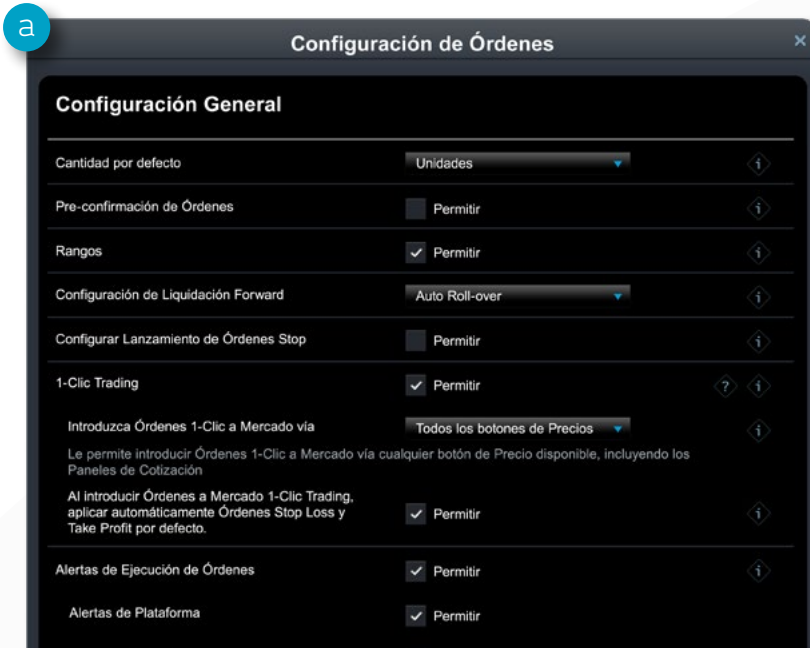 a
Configuración de Órdenes
×
Configuración General
Cantidad por defecto Unidades i
Pre-confirmación de Órdenes Permitir i
Rangos Permitir i
Configuración de Liquidación Forward Auto Roll-over i
Configurar Lanzamiento de Órdenes Stop Permitir i
1-Clic Trading Permitir ? i
Introduzca Órdenes 1-Clic a Mercado vía Todos los botones de Precios i
Le permite introducir Órdenes 1-Clic a Mercado vía cualquier botón de Precio disponible, incluyendo los
Paneles de Cotización
Al introducir Órdenes a Mercado 1-Clic Trading,
aplicar automáticamente Órdenes Stop Loss y
Take Profit por defecto.
Permitir i
Alertas de Ejecución de Órdenes Permitir i
Alertas de Plataforma Permitir